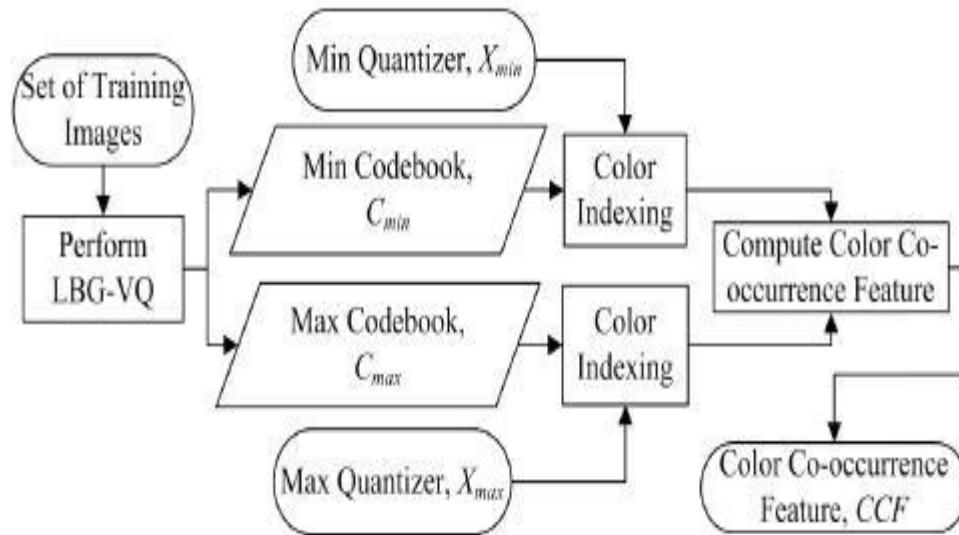 Set of Training
Images
Perform
LBG-VQ
Min Quantizer, Xmin
Min Codebook,
Cmin
Color
Indexing
Max Codebook,
Cmax
Color
Indexing
Max Quantizer, Xmax
Compute Color Co-
occurrence Feature
Color Co-occurrence
Feature, CCF